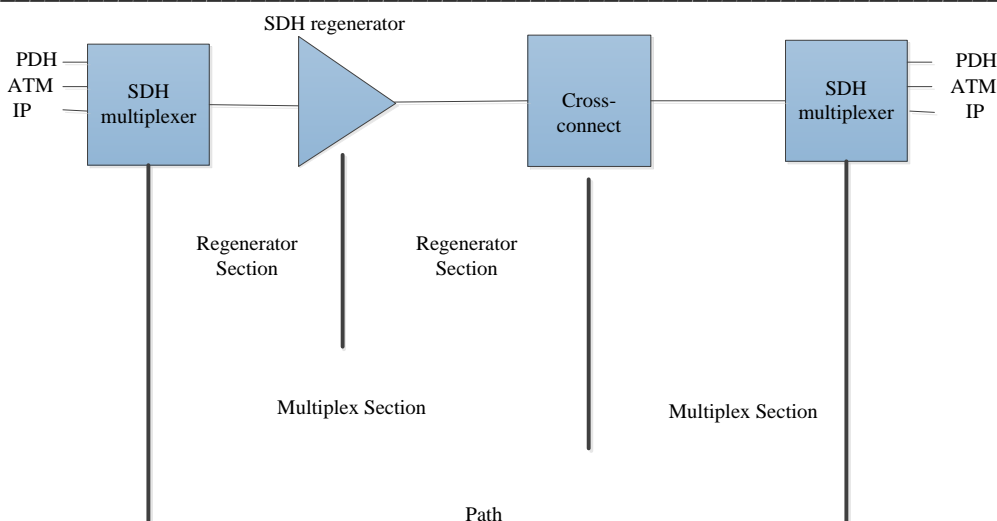 SDH regenerator
PDH
ATM
IP
SDH
multiplexer
Cross-
connect
SDH
multiplexer
PDH
ATM
IP
Regenerator
Section
Regenerator
Section
Multiplex Section
Multiplex Section
Path